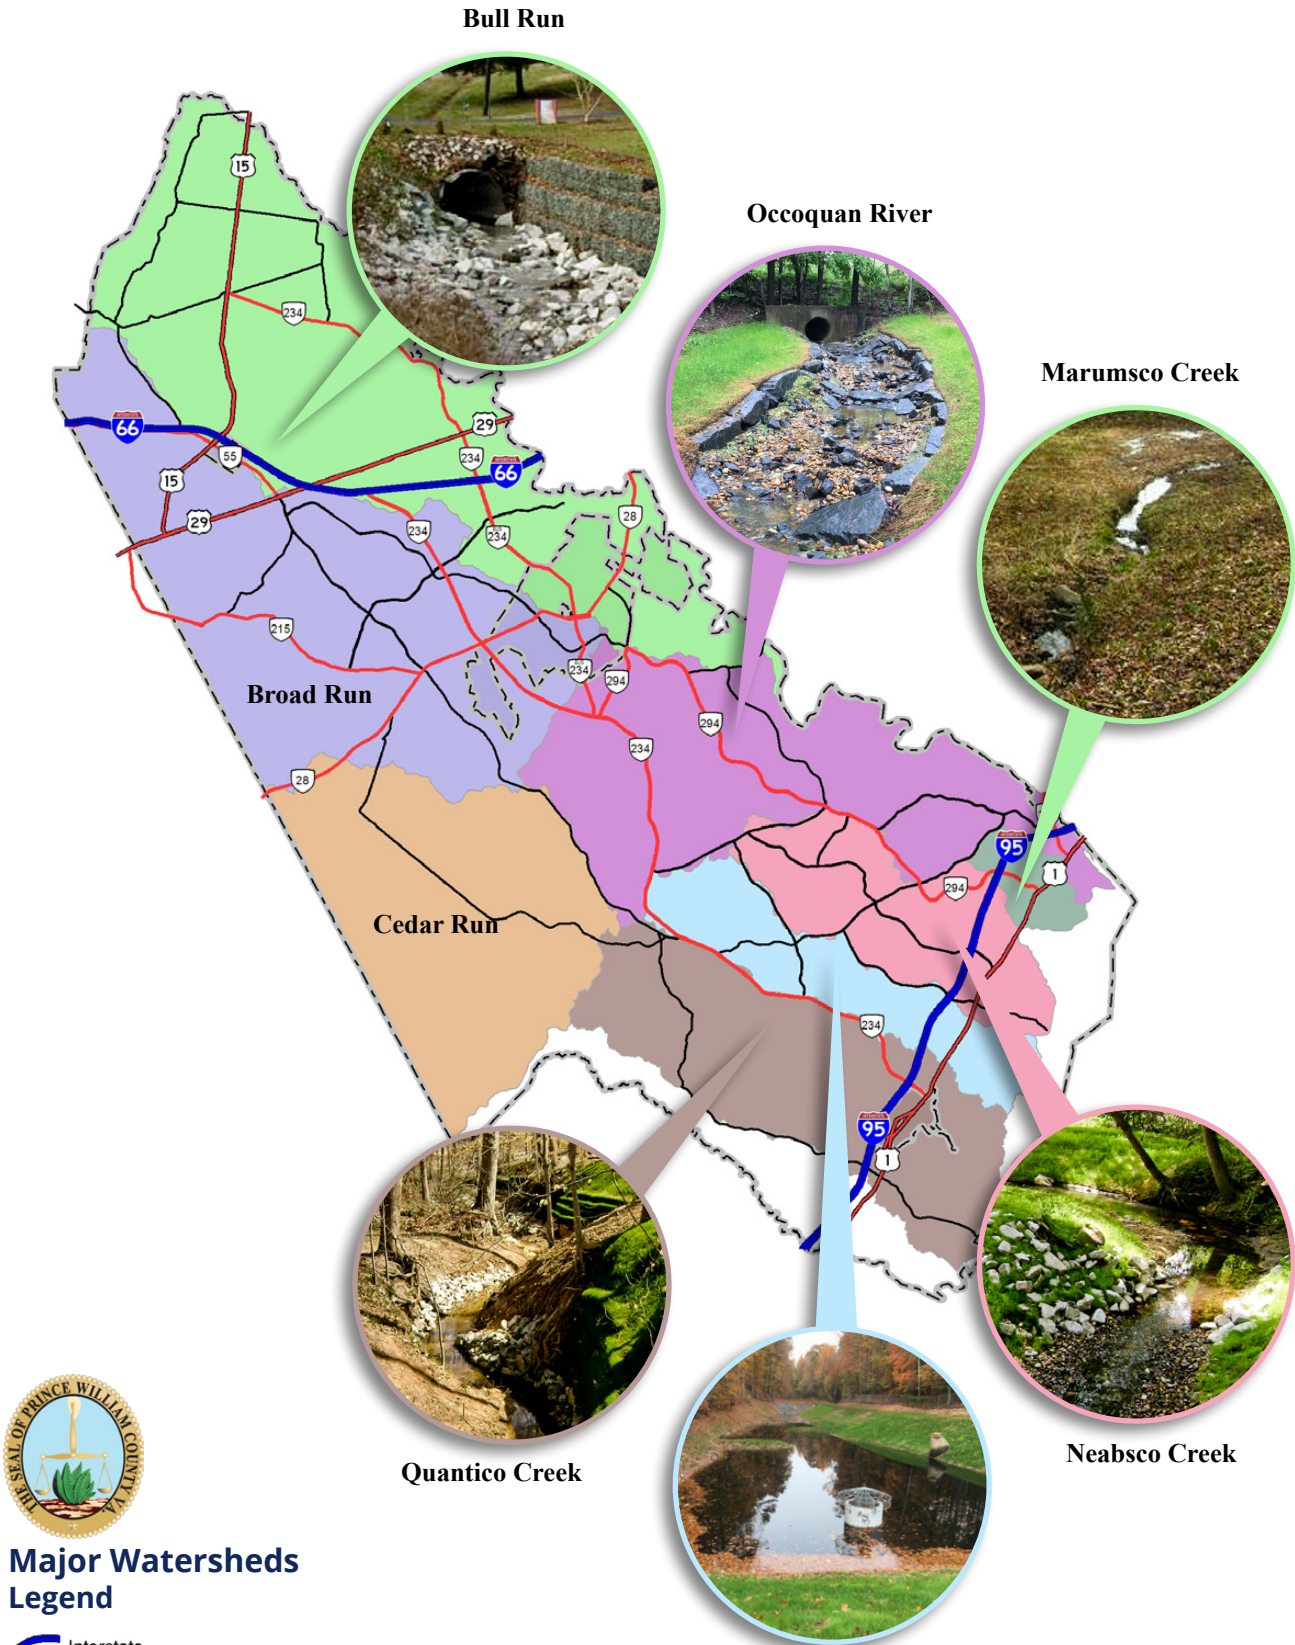 Bull Run
15
Occoquan River
234
Marumsco Creek
66
29
55
234
66
15
29
234
234
28
215
234
294
Broad Run
294
234
28
95
1
294
Cedar Run
234
95
1
Neabsco Creek
Quantico Creek
THE SEAL OF PRINCE WILLIAM COUNTY VA.
Major Watersheds
Legend
Interstate